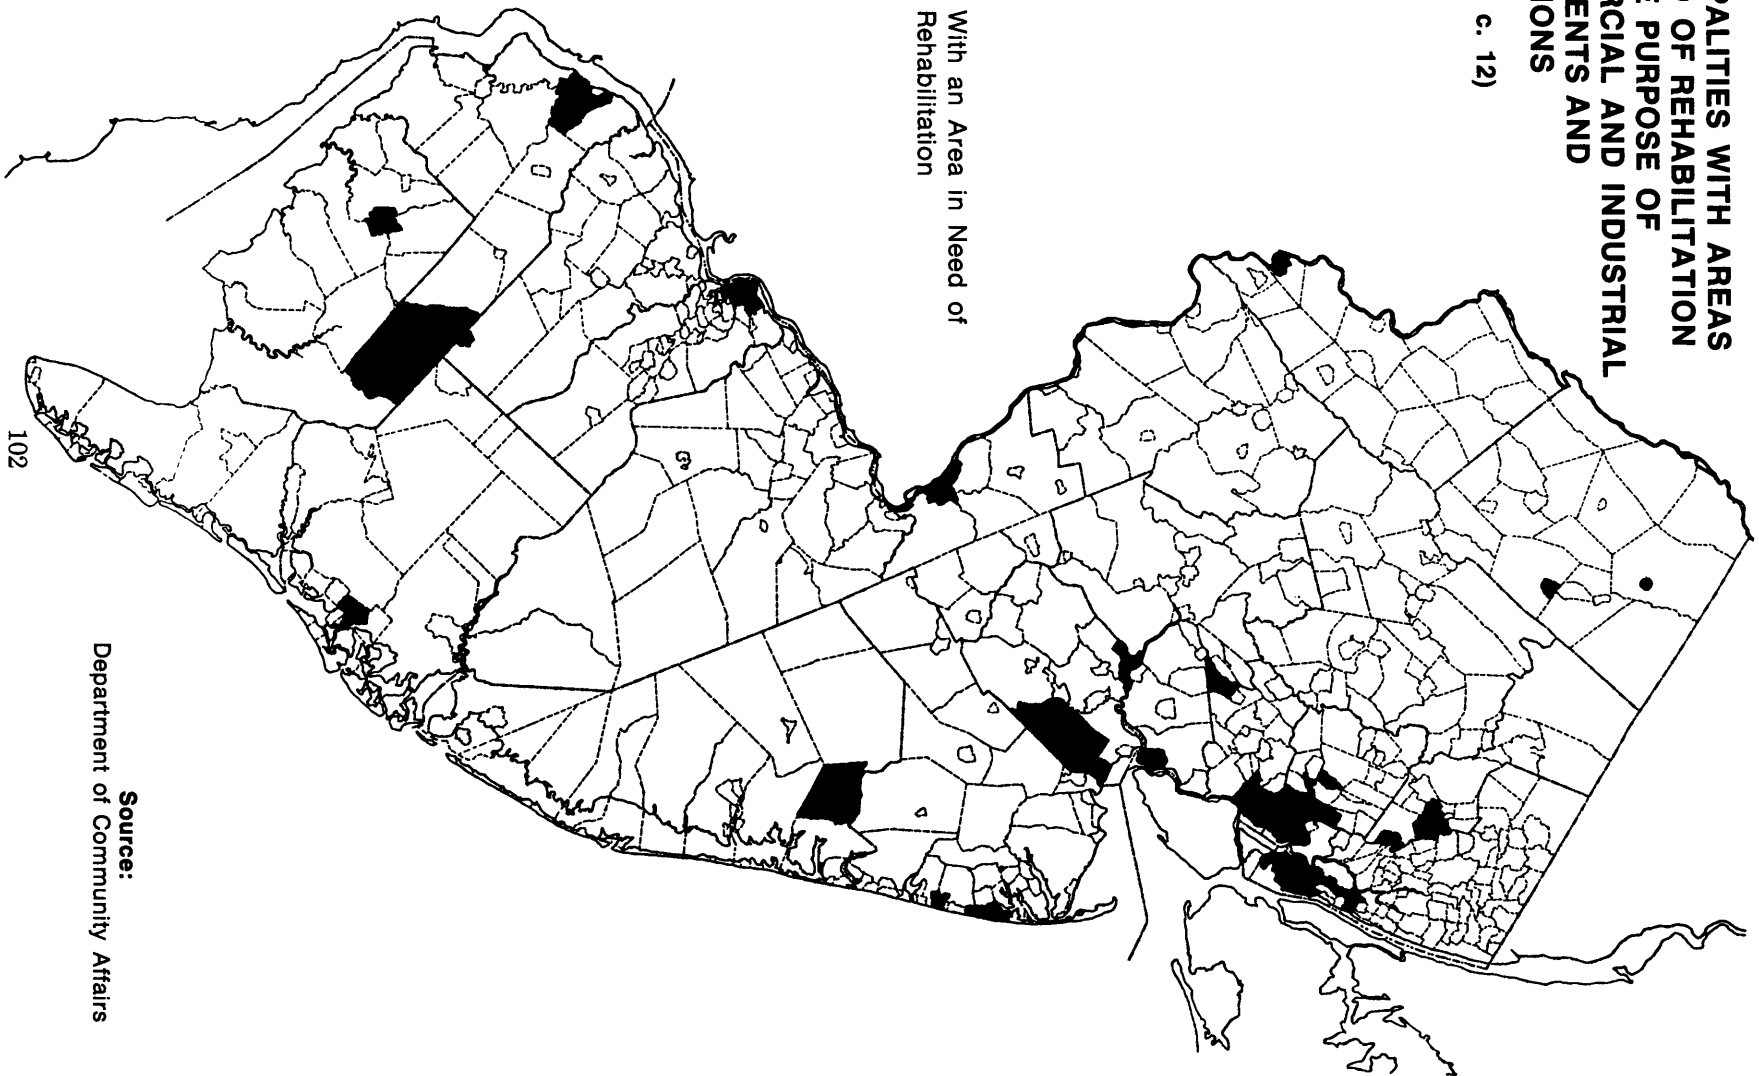 PALITIES WITH AREAS
OF REHABILITATION
PURPOSE OF
RCIAL AND INDUSTRIAL
ENTS AND
IONS
c. 12)
With an Area in Need of
Rehabilitation
Source:
Department of Community Affairs
102